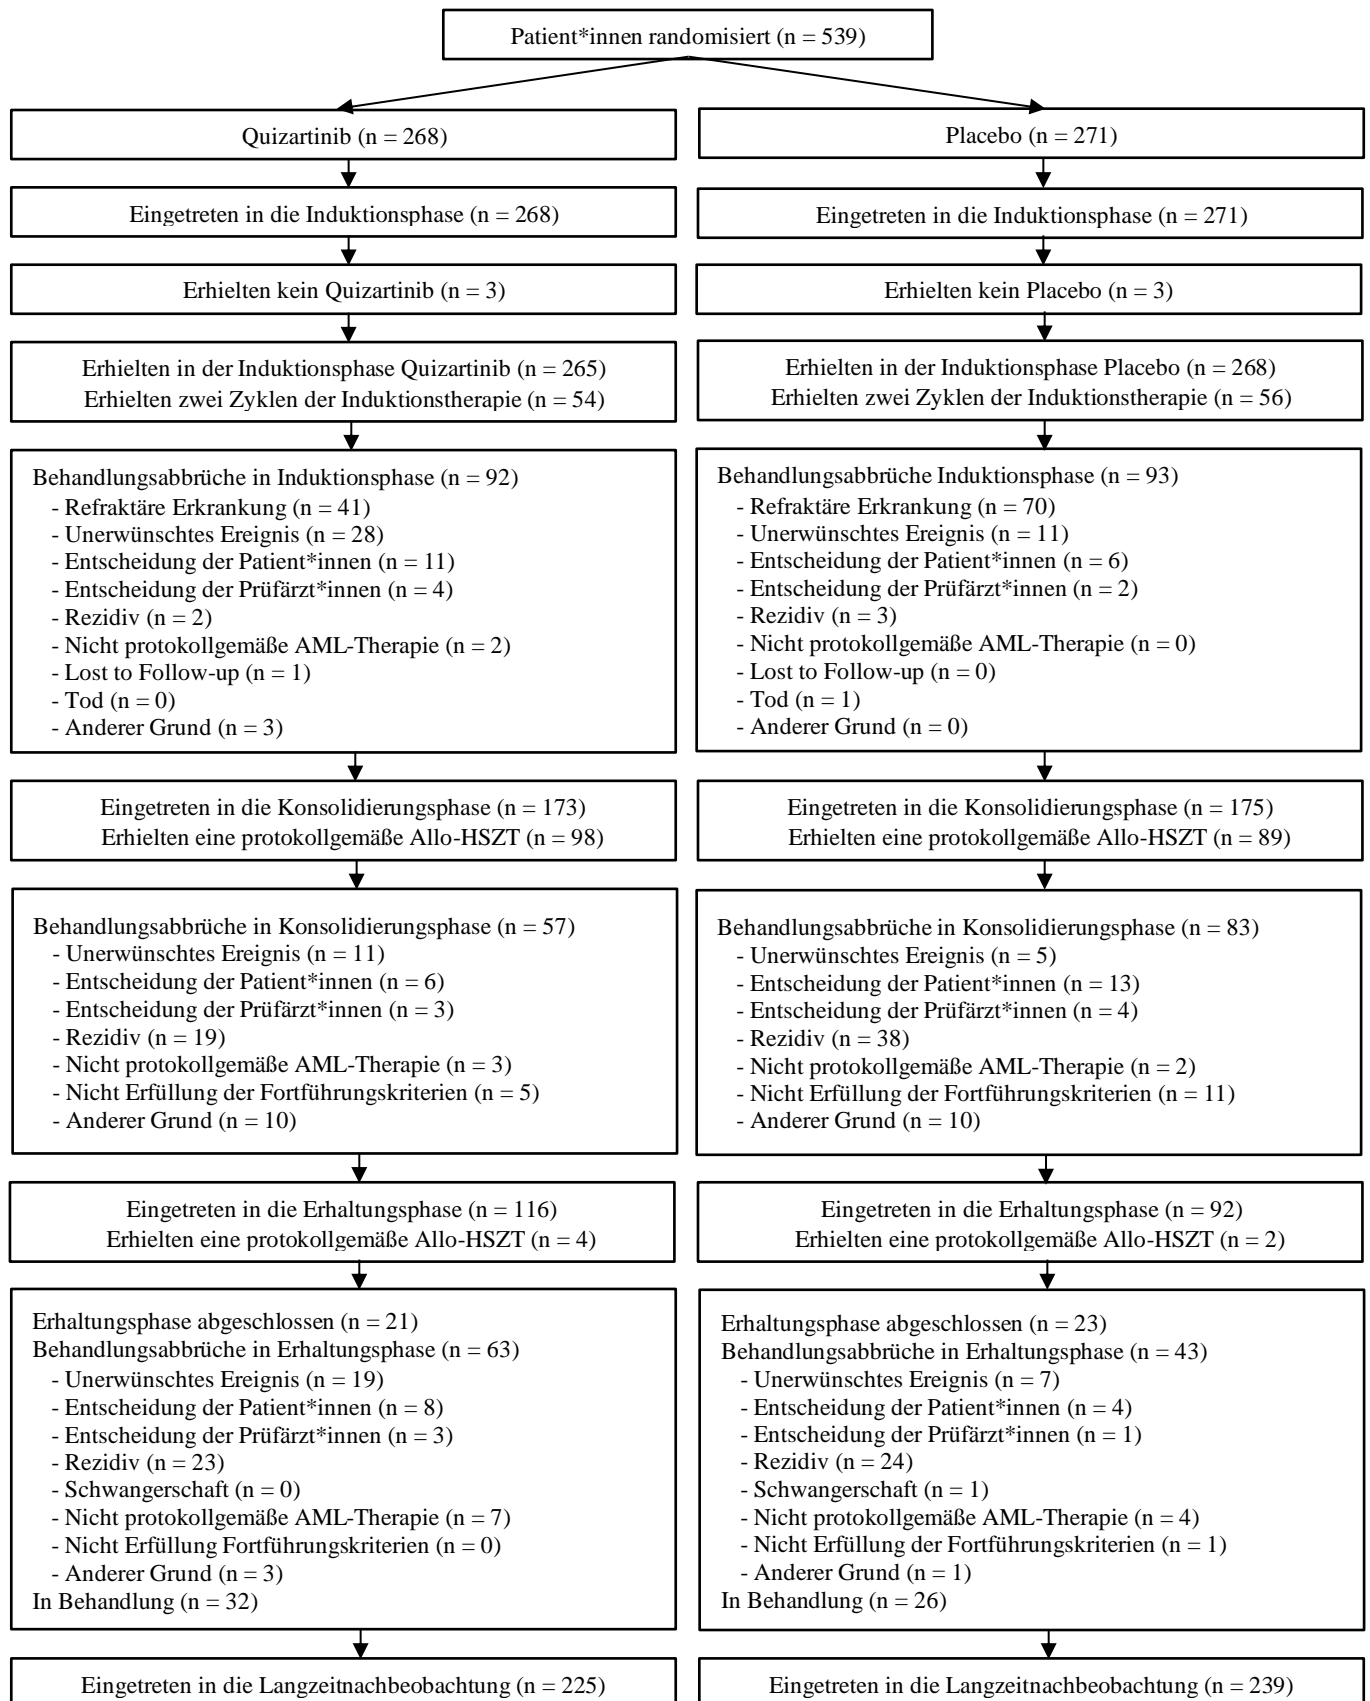 Patient*innen randomisiert (n = 539)
Quizartinib (n = 268)
Eingetreten in die Induktionsphase (n = 268)
Erhielten kein Quizartinib (n = 3)
Erhielten in der Induktionsphase Quizartinib (n = 265)
Erhielten zwei Zyklen der Induktionstherapie (n = 54)
Behandlungsabbrüche in Induktionsphase (n = 92)
- Refraktäre Erkrankung (n = 41)
- Unerwünschtes Ereignis (n = 28)
- Entscheidung der Patient*innen (n = 11)
- Entscheidung der Prüfärzt*innen (n = 4)
- Rezidiv (n = 2)
- Nicht protokollgemäße AML-Therapie (n = 2)
- Lost to Follow-up (n = 1)
- Tod (n = 0)
- Anderer Grund (n = 3)
Eingetreten in die Konsolidierungsphase (n = 173)
Erhielten eine protokollgemäße Allo-HSZT (n = 98)
Behandlungsabbrüche in Konsolidierungsphase (n = 57)
- Unerwünschtes Ereignis (n = 11)
- Entscheidung der Patient*innen (n = 6)
- Entscheidung der Prüfärzt*innen (n = 3)
- Rezidiv (n = 19)
- Nicht protokollgemäße AML-Therapie (n = 3)
- Nicht Erfüllung der Fortführungskriterien (n = 5)
- Anderer Grund (n = 10)
Eingetreten in die Erhaltungsphase (n = 116)
Erhielten eine protokollgemäße Allo-HSZT (n = 4)
Erhaltungsphase abgeschlossen (n = 21)
Behandlungsabbrüche in Erhaltungsphase (n = 63)
- Unerwünschtes Ereignis (n = 19)
- Entscheidung der Patient*innen (n = 8)
- Entscheidung der Prüfärzt*innen (n = 3)
- Rezidiv (n = 23)
- Schwangerschaft (n = 0)
- Nicht protokollgemäße AML-Therapie (n = 7)
- Nicht Erfüllung Fortführungskriterien (n = 0)
- Anderer Grund (n = 3)
In Behandlung (n = 32)
Eingetreten in die Langzeitnachbeobachtung (n = 225)
Placebo (n = 271)
Eingetreten in die Induktionsphase (n = 271)
Erhielten kein Placebo (n = 3)
Erhielten in der Induktionsphase Placebo (n = 268)
Erhielten zwei Zyklen der Induktionstherapie (n = 56)
Behandlungsabbrüche Induktionsphase (n = 93)
- Refraktäre Erkrankung (n = 70)
- Unerwünschtes Ereignis (n = 11)
- Entscheidung der Patient*innen (n = 6)
- Entscheidung der Prüfärzt*innen (n = 2)
- Rezidiv (n = 3)
- Nicht protokollgemäße AML-Therapie (n = 0)
- Lost to Follow-up (n = 0)
- Tod (n = 1)
- Anderer Grund (n = 0)
Eingetreten in die Konsolidierungsphase (n = 175)
Erhielten eine protokollgemäße Allo-HSZT (n = 89)
Behandlungsabbrüche in Konsolidierungsphase (n = 83)
- Unerwünschtes Ereignis (n = 5)
- Entscheidung der Patient*innen (n = 13)
- Entscheidung der Prüfärzt*innen (n = 4)
- Rezidiv (n = 38)
- Nicht protokollgemäße AML-Therapie (n = 2)
- Nicht Erfüllung der Fortführungskriterien (n = 11)
- Anderer Grund (n = 10)
Eingetreten in die Erhaltungsphase (n = 92)
Erhielten eine protokollgemäße Allo-HSZT (n = 2)
Erhaltungsphase abgeschlossen (n = 23)
Behandlungsabbrüche in Erhaltungsphase (n = 43)
- Unerwünschtes Ereignis (n = 7)
- Entscheidung der Patient*innen (n = 4)
- Entscheidung der Prüfärzt*innen (n = 1)
- Rezidiv (n = 24)
- Schwangerschaft (n = 1)
- Nicht protokollgemäße AML-Therapie (n = 4)
- Nicht Erfüllung der Fortführungskriterien (n = 1)
- Anderer Grund (n = 1)
In Behandlung (n = 26)
Eingetreten in die Langzeitnachbeobachtung (n = 239)